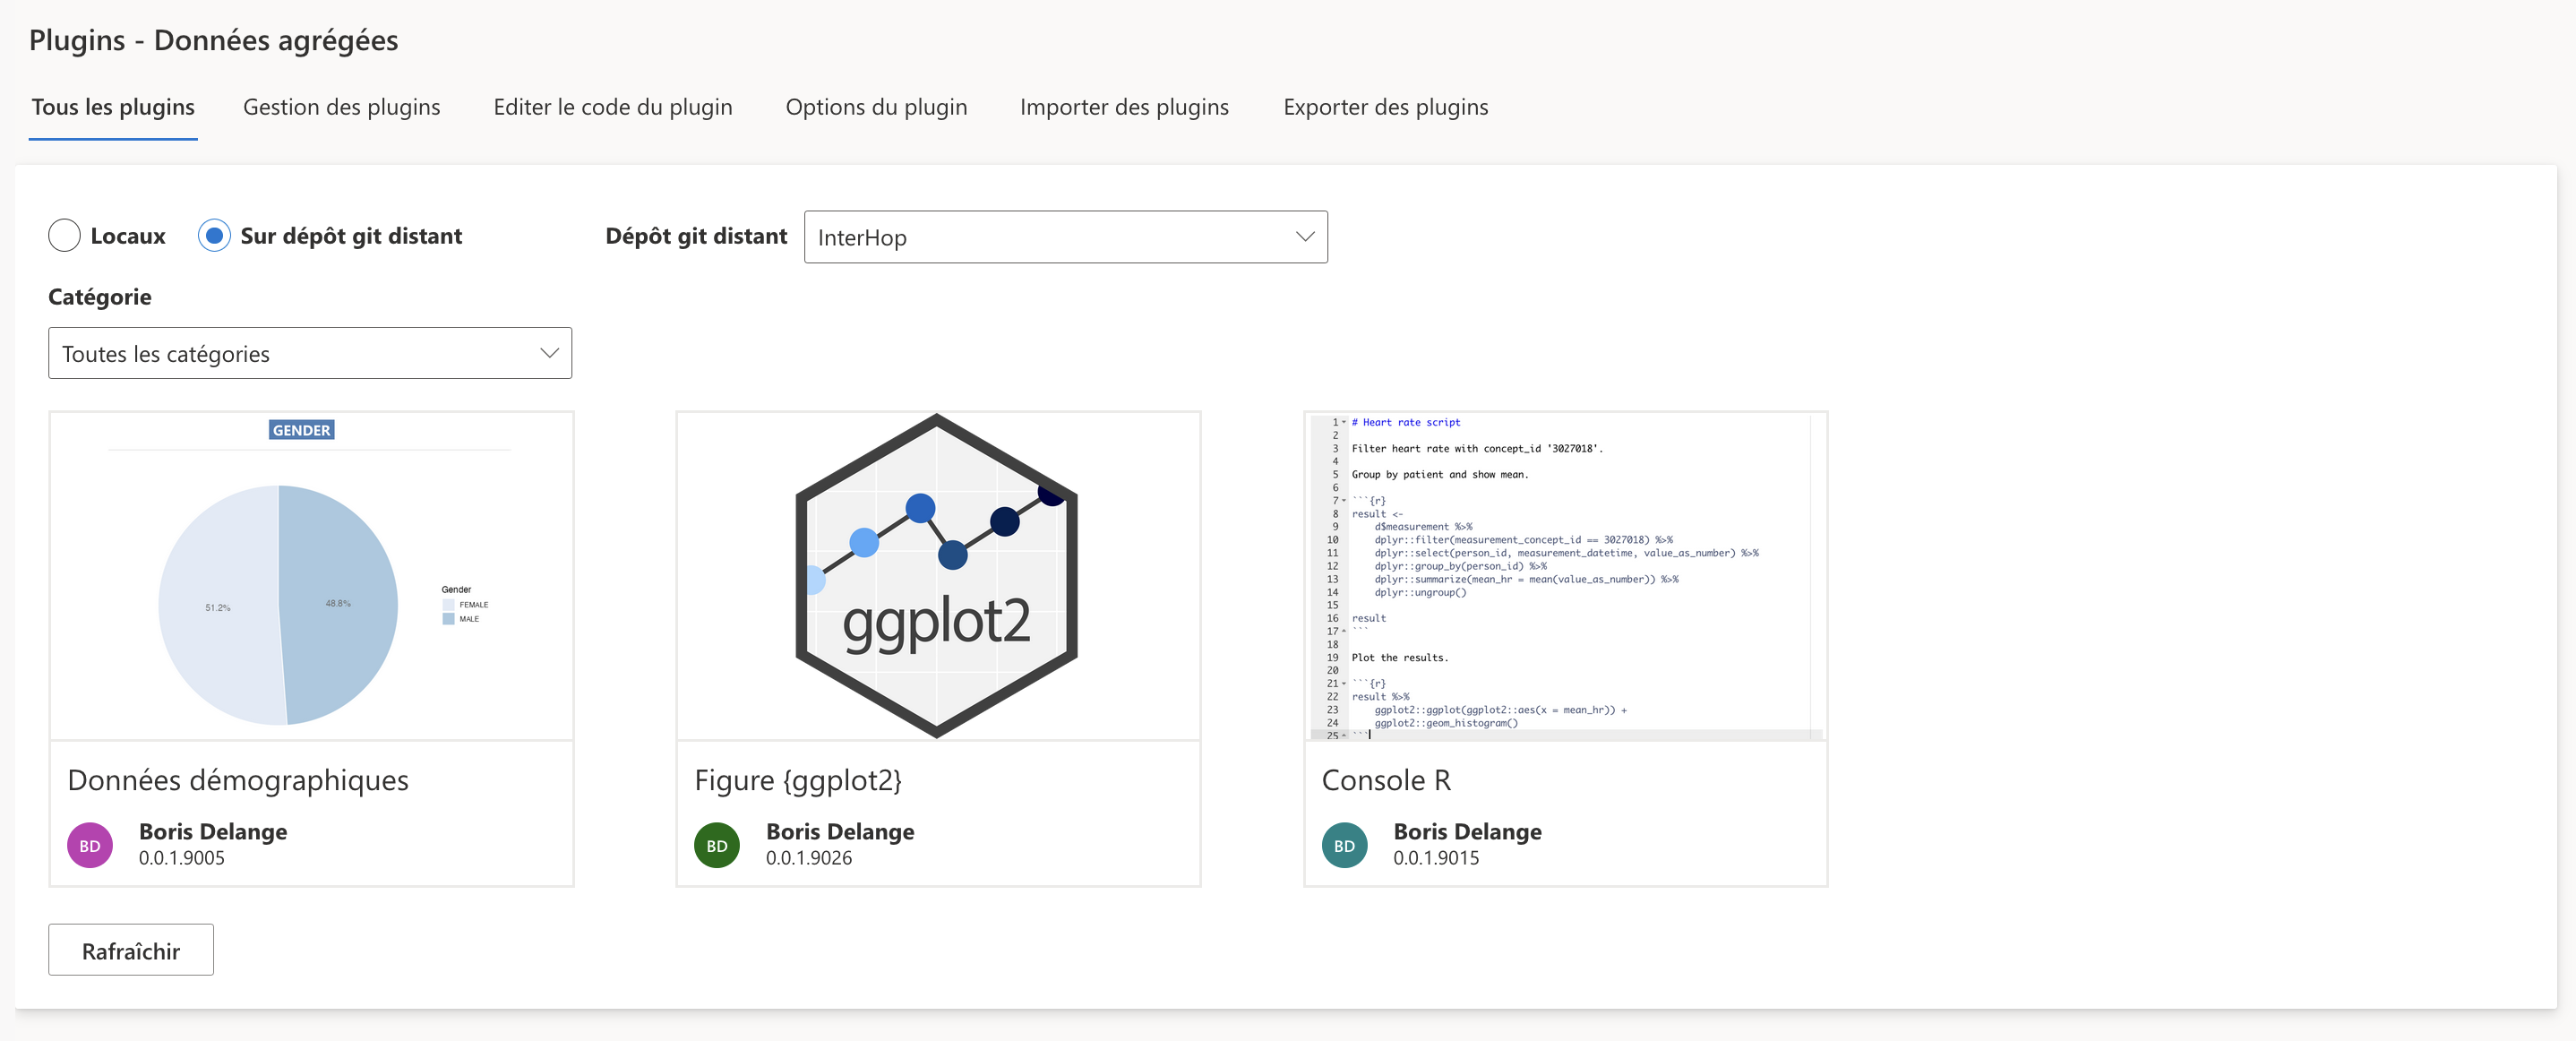 Plugins - Données agrégées
Tous les plugins Gestion des plugins Editer le code du plugin Options du plugin Importer des plugins Exporter des plugins
Locaux Sur dépôt git distant Dépôt git distant InterHop
Catégorie
Toutes les catégories
GENDER
51.2% 48.8%
Gender
FEMALE
MALE
Données démographiques
BD Boris Delange
0.0.1.9005
ggplot2
Figure {ggplot2}
BD Boris Delange
0.0.1.9026
1 # Heart rate script
2
3 Filter heart rate with concept_id '3027018'.
4
5 Group by patient and show mean.
6
7 ```{r}
8 result <-
9 d$measurement %>%
10 dplyr::filter(measurement_concept_id == 3027018) %>%
11 dplyr::select(person_id, measurement_datetime, value_as_number) %>%
12 dplyr::group_by(person_id) %>%
13 dplyr::summarize(mean_hr = mean(value_as_number)) %>%
14 dplyr::ungroup()
15
16 result
17 ```
18
19 Plot the results.
20
21 ```{r}
22 result %>%
23 ggplot2::ggplot(ggplot2::aes(x = mean_hr)) +
24 ggplot2::geom_histogram()
25 ```
Console R
BD Boris Delange
0.0.1.9015
Rafraîchir